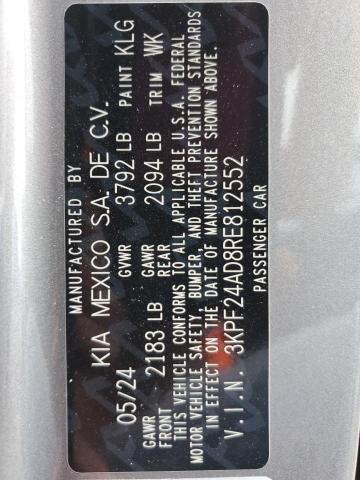 MANUFACTURED BY
KIA MEXICO S.A. DE C.V.
05/24 GVWR 3792 LB PAINT KLG
GAWR FRONT 2183 LB GAWR REAR 2094 LB TRIM WK
THIS VEHICLE CONFORMS TO ALL APPLICABLE U.S.A. FEDERAL
MOTOR VEHICLE SAFETY, BUMPER, AND THEFT PREVENTION STANDARDS
IN EFFECT ON THE DATE OF MANUFACTURE SHOWN ABOVE.
V.I.N. 3KPF24AD8RE812552
PASSENGER CAR